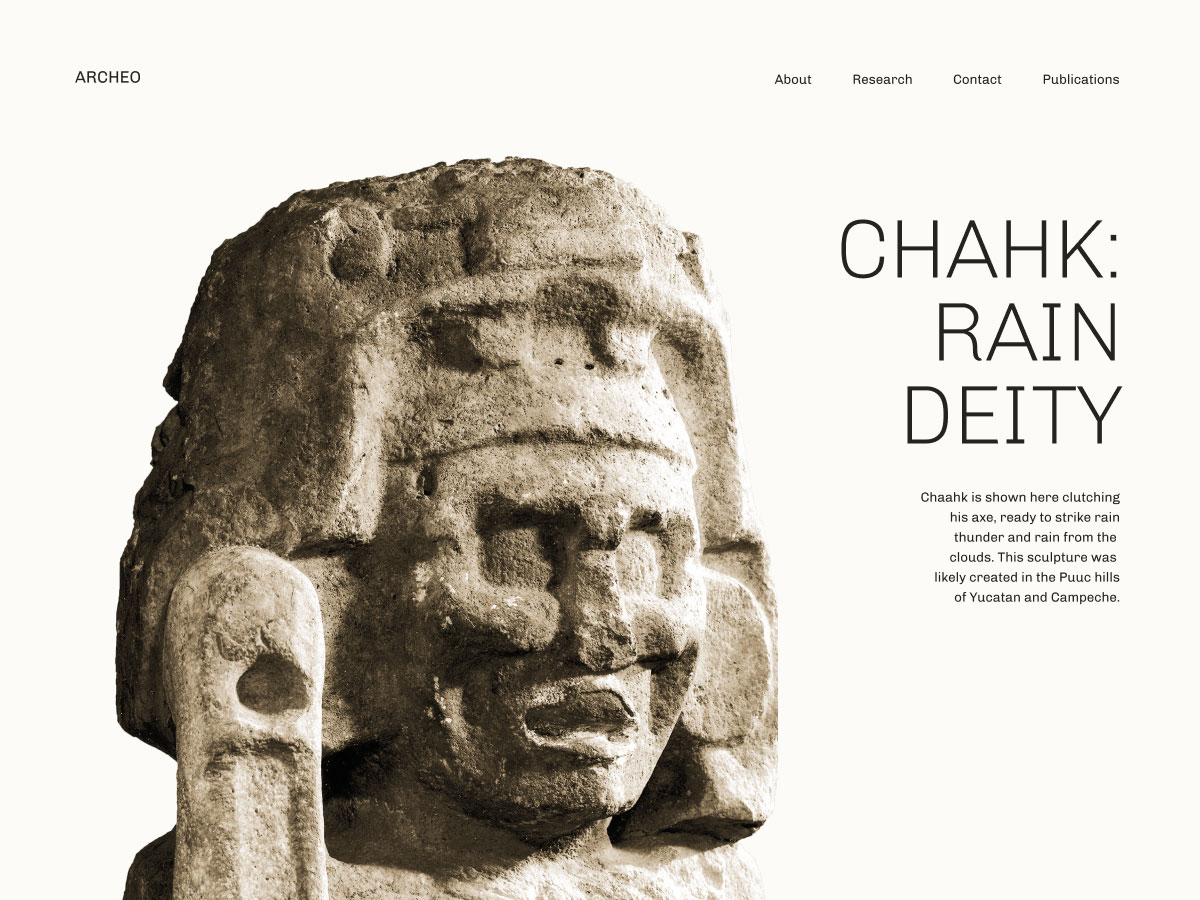 ARCHEO
About Research Contact Publications
CHAHK:
RAIN
DEITY
Chaahk is shown here clutching
his axe, ready to strike rain
thunder and rain from the
clouds. This sculpture was
likely created in the Puuc hills
of Yucatan and Campeche.